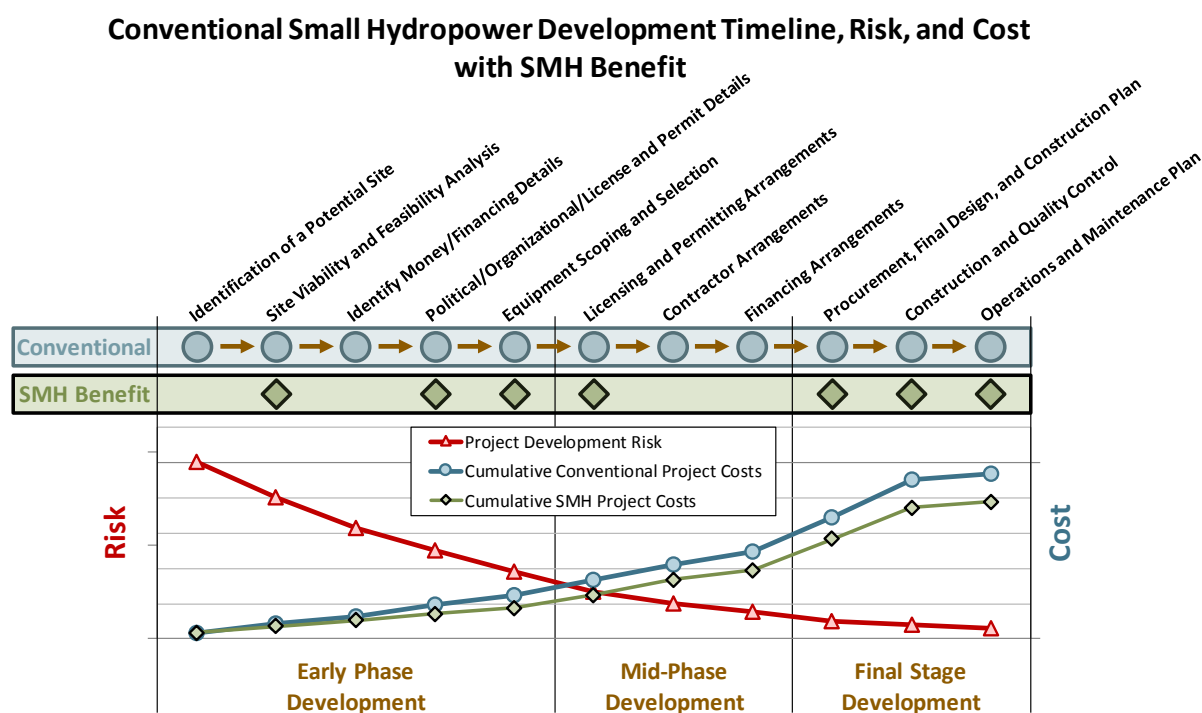 Conventional Small Hydropower Development Timeline, Risk, and Cost
with SMH Benefit
Identification of a Potential Site
Site Viability and Feasibility Analysis
Identify Money/Financing Details
Political/Organizational/License and Permit Details
Equipment Scoping and Selection
Licensing and Permitting Arrangements
Contractor Arrangements
Financing Arrangements
Procurement, Final Design, and Construction Plan
Construction and Quality Control
Operations and Maintenance Plan
Conventional
SMH Benefit
Project Development Risk
Cumulative Conventional Project Costs
Cumulative SMH Project Costs
Risk
Cost
Early Phase
Development
Mid-Phase
Development
Final Stage
Development